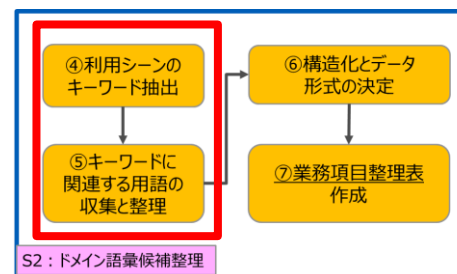 ④利用シーンの
キーワード抽出
⑤キーワードに
関連する用語の
収集と整理
⑥構造化とデータ
形式の決定
⑦業務項目整理表
作成
S2：ドメイン語彙候補整理